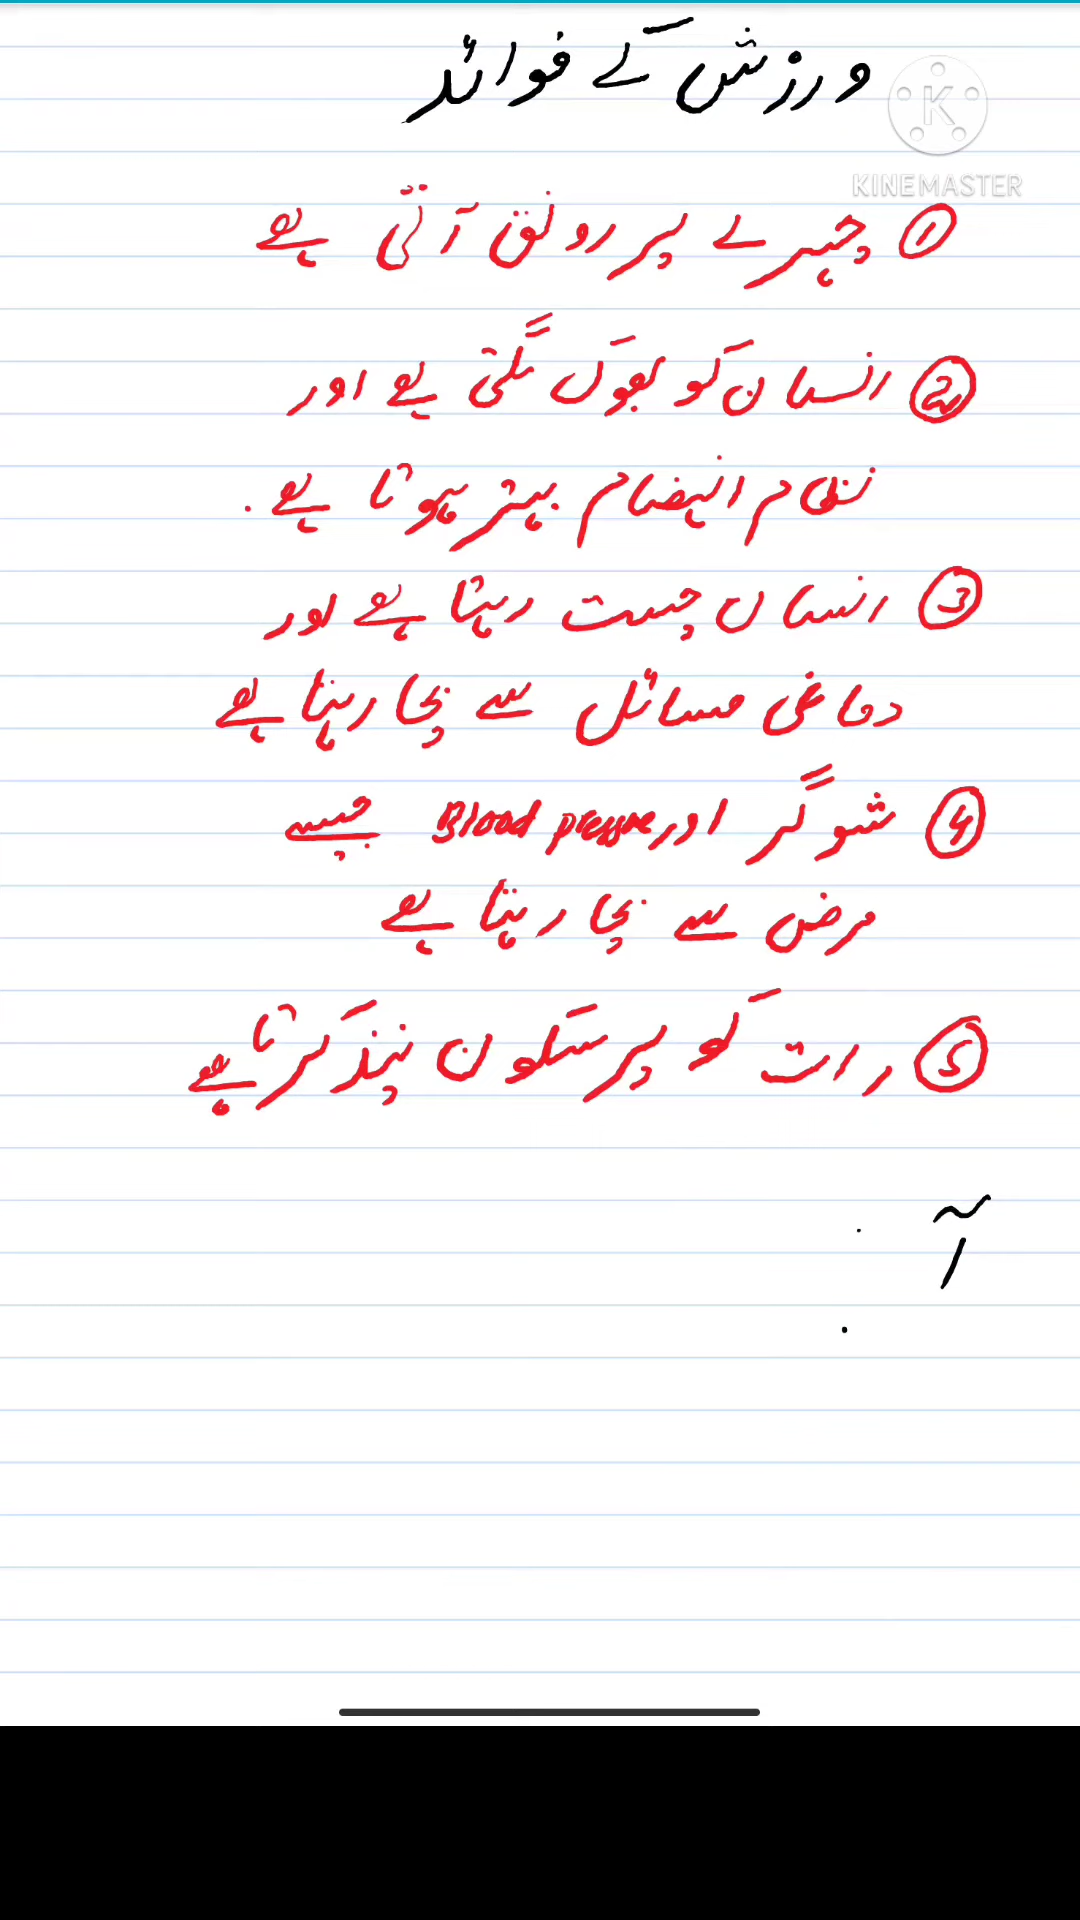 ورزش کے فوائد
KINEMASTER
① چہرے پر رونق آتی ہے
② انسان کو بھوک لگتی ہے اور
نظام انہضام بہتر ہوتا ہے.
③ انسان چست رہتا ہے اور
دماغی مسائل سے بچا رہتا ہے
④ شوگر اور Blood pressure جیسے
مرض سے بچا رہتا ہے
⑤ رات کو پرسکون نیند کرتا ہے
آ